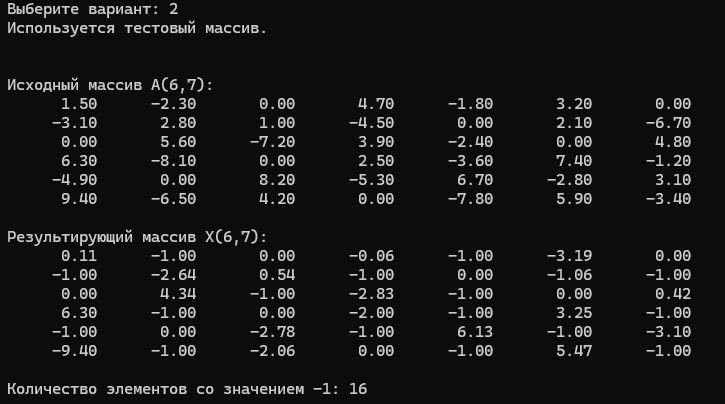 Выберите вариант: 2
Используется тестовый массив.
Исходный массив A(6,7):
1.50 -2.30 0.00 4.70 -1.80 3.20 0.00
-3.10 2.80 1.00 -4.50 0.00 2.10 -6.70
0.00 5.60 -7.20 3.90 -2.40 0.00 4.80
6.30 -8.10 0.00 2.50 -3.60 7.40 -1.20
-4.90 0.00 8.20 -5.30 6.70 -2.80 3.10
9.40 -6.50 4.20 0.00 -7.80 5.90 -3.40
Результирующий массив X(6,7):
0.11 -1.00 0.00 -0.06 -1.00 -3.19 0.00
-1.00 -2.64 0.54 -1.00 0.00 -1.06 -1.00
0.00 4.34 -1.00 -2.83 -1.00 0.00 0.42
6.30 -1.00 0.00 -2.00 -1.00 3.25 -1.00
-1.00 0.00 -2.78 -1.00 6.13 -1.00 -3.10
-9.40 -1.00 -2.06 0.00 -1.00 5.47 -1.00
Количество элементов со значением -1: 16